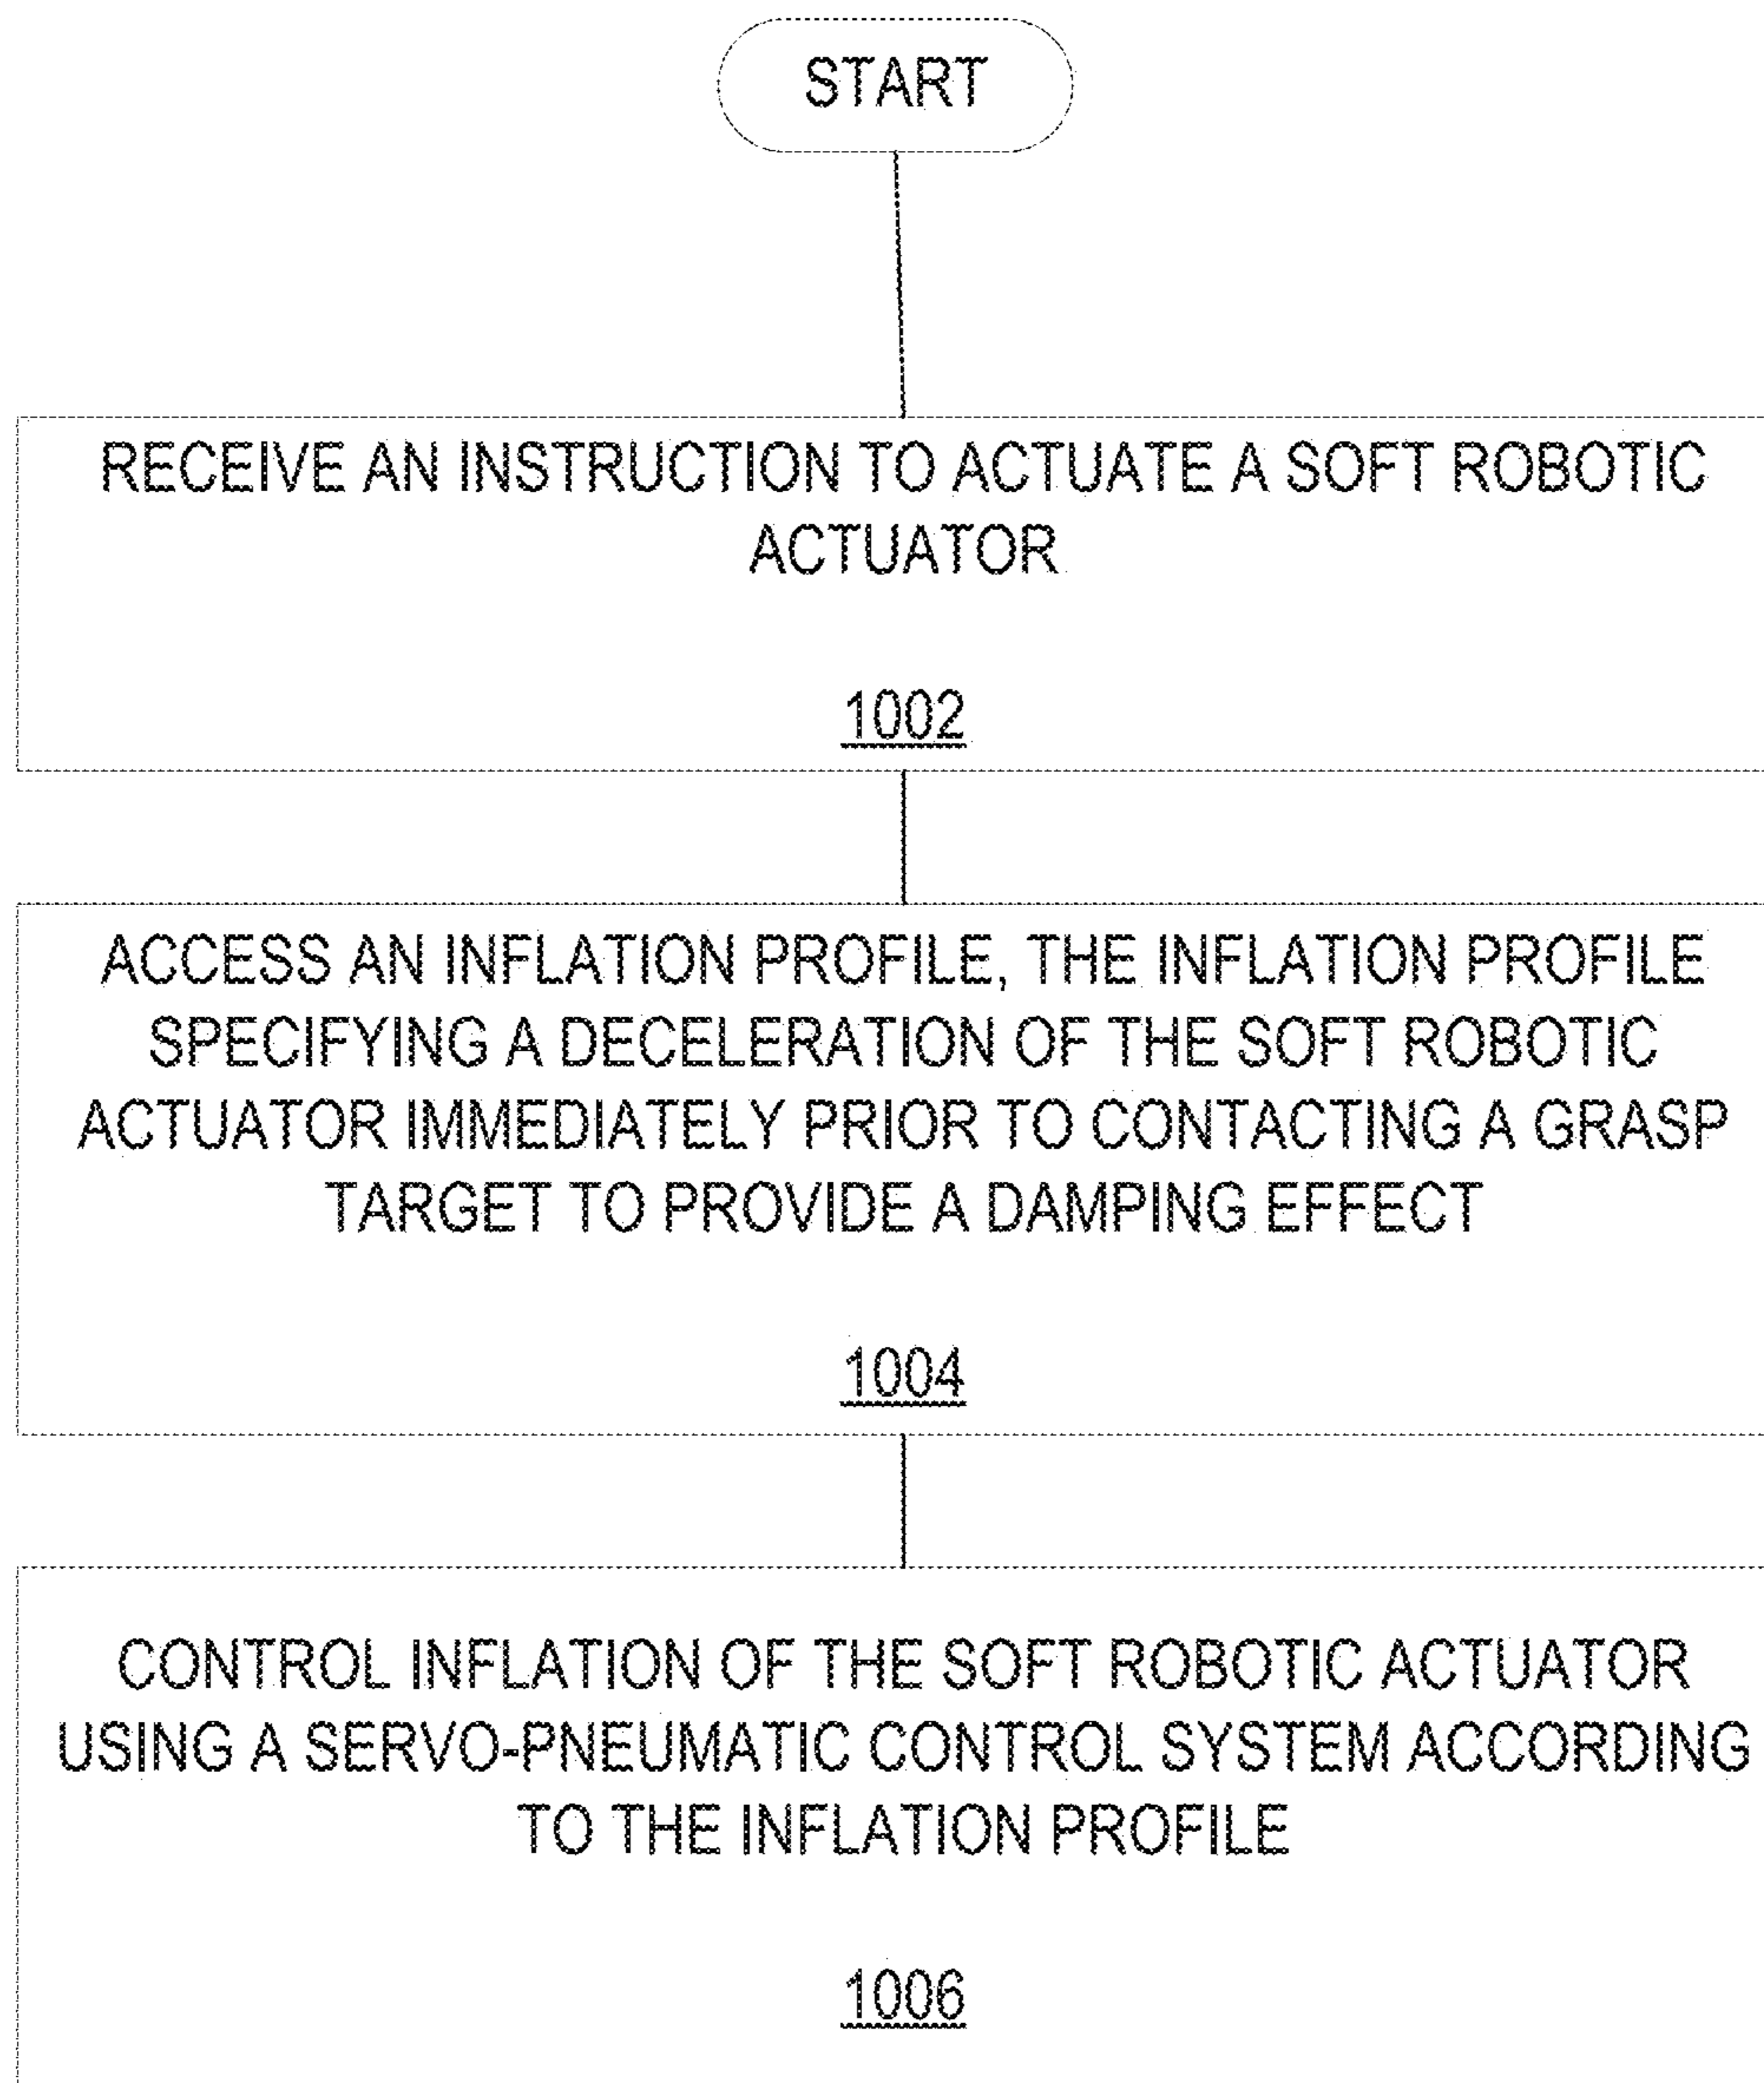 START
RECEIVE AN INSTRUCTION TO ACTUATE A SOFT ROBOTIC
ACTUATOR
1002
ACCESS AN INFLATION PROFILE, THE INFLATION PROFILE
SPECIFYING A DECELERATION OF THE SOFT ROBOTIC
ACTUATOR IMMEDIATELY PRIOR TO CONTACTING A GRASP
TARGET TO PROVIDE A DAMPING EFFECT
1004
CONTROL INFLATION OF THE SOFT ROBOTIC ACTUATOR
USING A SERVO-PNEUMATIC CONTROL SYSTEM ACCORDING
TO THE INFLATION PROFILE
1006